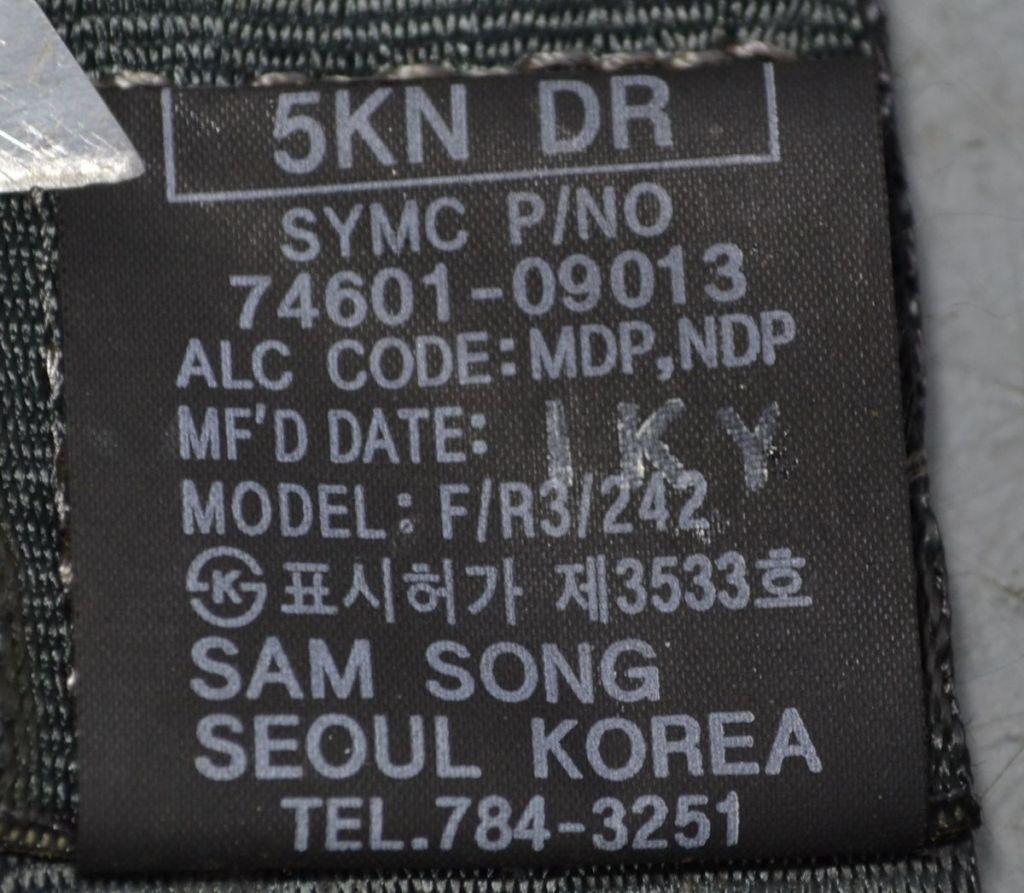 5KN DR
SYMC P/NO
74601-09013
ALC CODE:MDP,NDP
MF'D DATE: 1KY
MODEL: F/R3/242
K 표시허가 제3533호
SAM SONG
SEOUL KOREA
TEL.784-3251